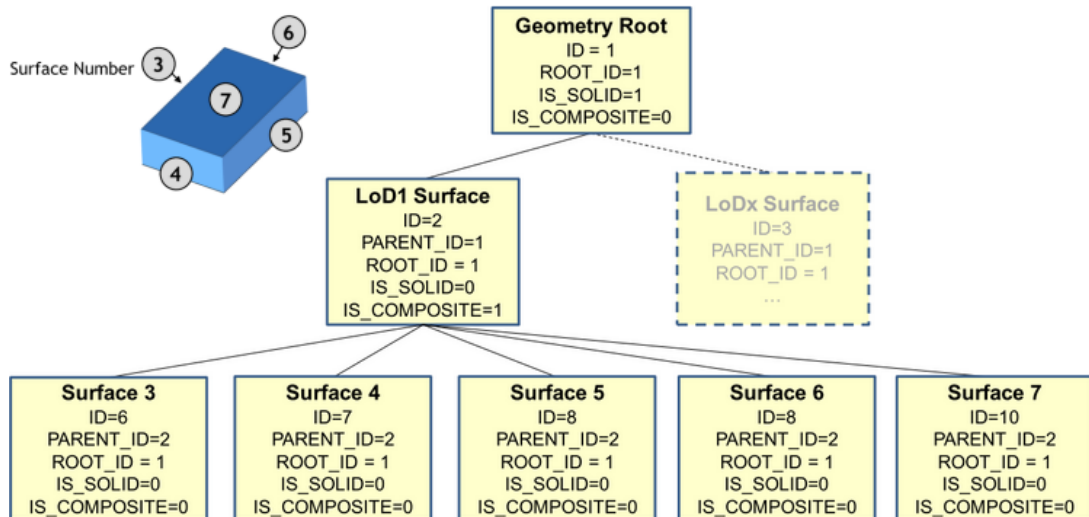 Surface Number
3
6
7
5
4
Geometry Root
ID = 1
ROOT_ID=1
IS_SOLID=1
IS_COMPOSITE=0
LoD1 Surface
ID=2
PARENT_ID=1
ROOT_ID = 1
IS_SOLID=0
IS_COMPOSITE=1
LoDx Surface
ID=3
PARENT_ID=1
ROOT_ID = 1
...
Surface 3
ID=6
PARENT_ID=2
ROOT_ID = 1
IS_SOLID=0
IS_COMPOSITE=0
Surface 4
ID=7
PARENT_ID=2
ROOT_ID = 1
IS_SOLID=0
IS_COMPOSITE=0
Surface 5
ID=8
PARENT_ID=2
ROOT_ID = 1
IS_SOLID=0
IS_COMPOSITE=0
Surface 6
ID=8
PARENT_ID=2
ROOT_ID = 1
IS_SOLID=0
IS_COMPOSITE=0
Surface 7
ID=10
PARENT_ID=2
ROOT_ID = 1
IS_SOLID=0
IS_COMPOSITE=0